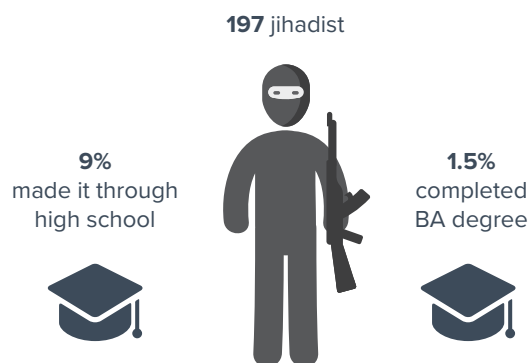 197 jihadist
9%
made it through
high school
1.5%
completed
BA degree